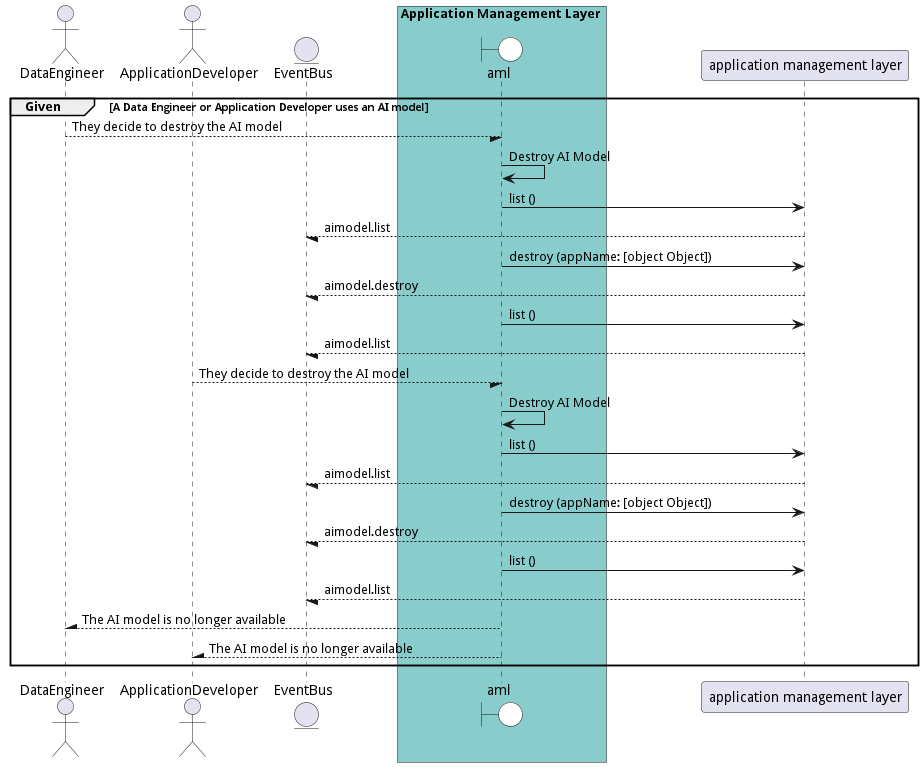 Application Management Layer
DataEngineer
ApplicationDeveloper
EventBus
aml
application management layer
Given
[A Data Engineer or Application Developer uses an AI model]
They decide to destroy the AI model
Destroy AI Model
list ()
aimodel.list
destroy (appName: [object Object])
aimodel.destroy
list ()
aimodel.list
They decide to destroy the AI model
Destroy AI Model
list ()
aimodel.list
destroy (appName: [object Object])
aimodel.destroy
list ()
aimodel.list
The AI model is no longer available
The AI model is no longer available
DataEngineer
ApplicationDeveloper
EventBus
aml
application management layer